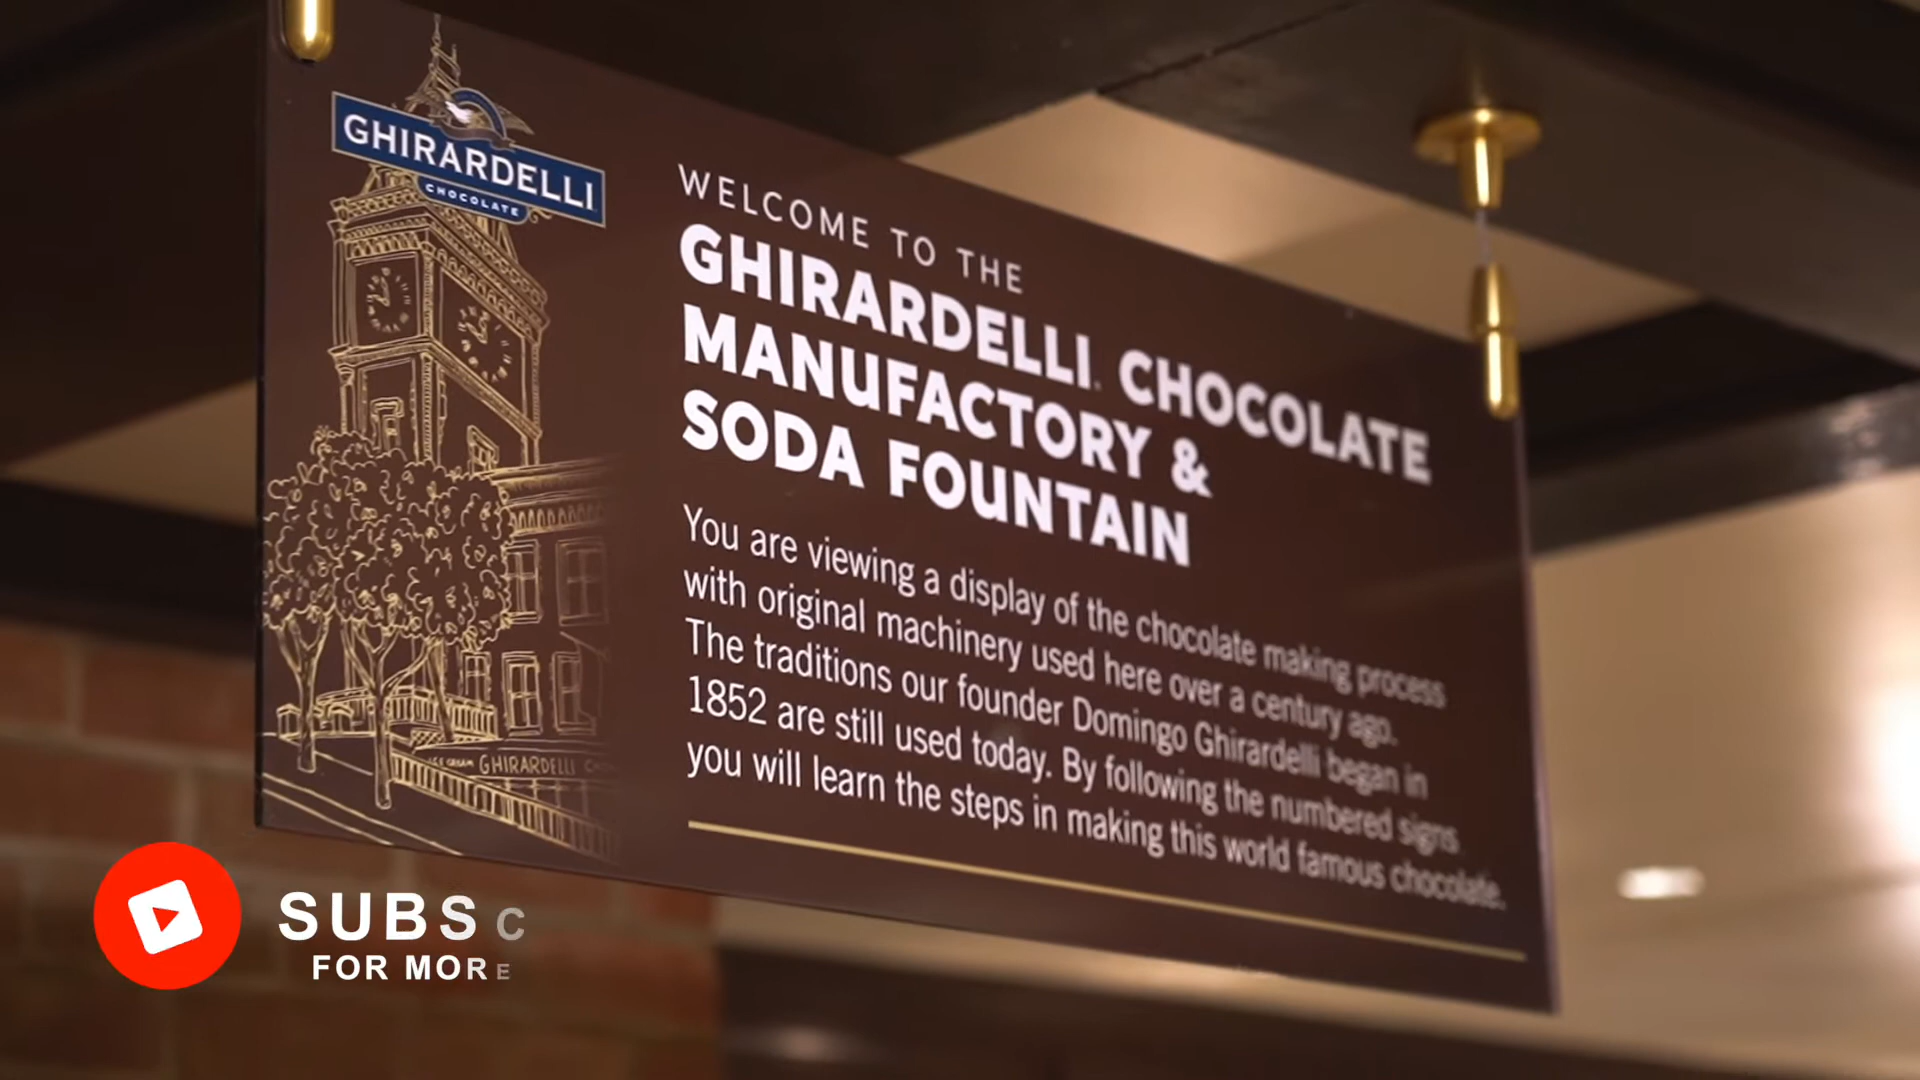 GHIRARDELLI
CHOCOLATE
WELCOME TO THE
GHIRARDELLI CHOCOLATE
MANUFACTORY &
SODA FOUNTAIN
You are viewing a display of the chocolate making process
with original machinery used here over a century ago.
The traditions our founder Domingo Ghirardelli began in
1852 are still used today. By following the numbered signs
you will learn the steps in making this world famous chocolate.
ICE CREAM GHIRARDELLI
SUBSC
FOR MORE